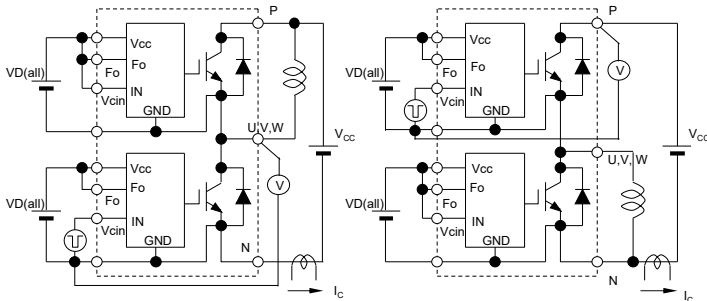 P
P
Vcc
Fo
Fo
IN
Vcin
GND
VD(all)
U,V,W
V
VCC
Vcc
Fo
Fo
IN
Vcin
GND
VD(all)
N
IC
Vcc
Fo
Fo
IN
Vcin
GND
VD(all)
V
U,V, W
VCC
Vcc
Fo
Fo
IN
Vcin
GND
VD(all)
N
IC